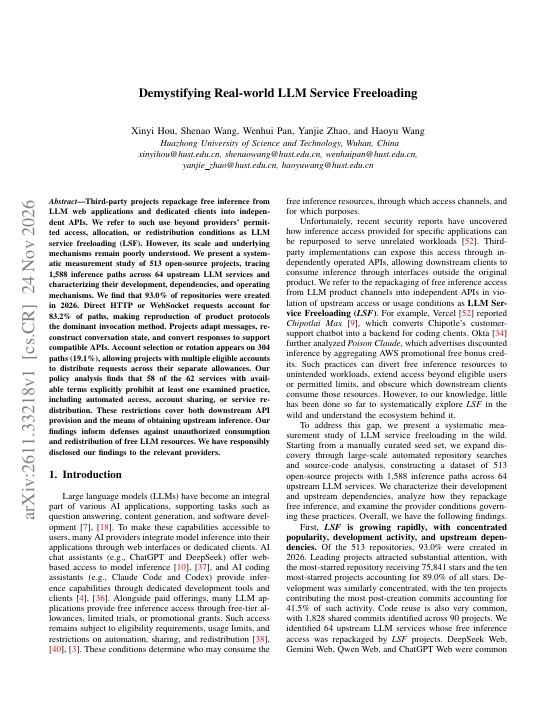 Demystifying Real-world LLM Service Freeloading
Xinyi Hou, Shenao Wang, Wenhui Pan, Yanjie Zhao, and Haoyu Wang
Huazhong University of Science and Technology, Wuhan, China
xinyihou@hust.edu.cn, shenaowang@hust.edu.cn, wenhuipan@hust.edu.cn,
yanjie_zhao@hust.edu.cn, haoyuwang@hust.edu.cn
arXiv:2611.33218v1 [cs.CR] 24 Nov 2026
Abstract—Third-party projects repackage free inference from
LLM web applications and dedicated clients into indepen-
dent APIs. We refer to such use beyond providers' permit-
ted access, allocation, or redistribution conditions as LLM
service freeloading (LSF). However, its scale and underlying
mechanisms remain poorly understood. We present a system-
atic measurement study of 513 open-source projects, tracing
1,588 inference paths across 64 upstream LLM services and
characterizing their development, dependencies, and operating
mechanisms. We find that 93.0% of repositories were created
in 2026. Direct HTTP or WebSocket requests account for
83.2% of paths, making reproduction of product protocols
the dominant invocation method. Projects adapt messages, re-
construct conversation state, and convert responses to support
compatible APIs. Account selection or rotation appears on 304
paths (19.1%), allowing projects with multiple eligible accounts
to distribute requests across their separate allowances. Our
policy analysis finds that 58 of the 62 services with avail-
able terms explicitly prohibit at least one examined practice,
including automated access, account sharing, or service re-
distribution. These restrictions cover both downstream API
provision and the means of obtaining upstream inference. Our
findings inform defenses against unauthorized consumption
and redistribution of free LLM resources. We have responsibly
disclosed our findings to the relevant providers.
1. Introduction
Large language models (LLMs) have become an integral
part of various AI applications, supporting tasks such as
question answering, content generation, and software devel-
opment [7], [18]. To make these capabilities accessible to
users, many AI providers integrate model inference into their
applications through web interfaces or dedicated clients. AI
chat assistants (e.g., ChatGPT and DeepSeek) offer web-
based access to model inference [10], [37], and AI coding
assistants (e.g., Claude Code and Codex) provide infer-
ence capabilities through dedicated development tools and
clients [4], [36]. Alongside paid offerings, many LLM ap-
plications provide free inference access through free-tier al-
lowances, limited trials, or promotional grants. Such access
remains subject to eligibility requirements, usage limits, and
restrictions on automation, sharing, and redistribution [38],
[40], [3]. These conditions determine who may consume the
free inference resources, through which access channels, and
for which purposes.
Unfortunately, recent security reports have uncovered
how inference access provided for specific applications can
be repurposed to serve unrelated workloads [52]. Third-
party implementations can expose this access through in-
dependently operated APIs, allowing downstream clients to
consume inference through interfaces outside the original
product. We refer to the repackaging of free inference access
from LLM product channels into independent APIs in vio-
lation of upstream access or usage conditions as LLM Ser-
vice Freeloading (LSF). For example, Vercel [52] reported
Chipotlai Max [9], which converts Chipotle's customer-
support chatbot into a backend for coding clients. Okta [34]
further analyzed Poison Claude, which advertises discounted
inference by aggregating AWS promotional free bonus cred-
its. Such practices can divert free inference resources to
unintended workloads, extend access beyond eligible users
or permitted limits, and obscure which downstream clients
consume those resources. However, to our knowledge, little
has been done so far to systematically explore LSF in the
wild and understand the ecosystem behind it.
To address this gap, we present a systematic mea-
surement study of LLM service freeloading in the wild.
Starting from a manually curated seed set, we expand dis-
covery through large-scale automated repository searches
and source-code analysis, constructing a dataset of 513
open-source projects with 1,588 inference paths across 64
upstream LLM services. We characterize their development
and upstream dependencies, analyze how they repackage
free inference, and examine the provider conditions govern-
ing these practices. Overall, we have the following findings.
First, LSF is growing rapidly, with concentrated
popularity, development activity, and upstream depen-
dencies. Of the 513 repositories, 93.0% were created in
2026. Leading projects attracted substantial attention, with
the most-starred repository receiving 75,841 stars and the ten
most-starred projects accounting for 89.0% of all stars. De-
velopment was similarly concentrated, with the ten projects
contributing the most post-creation commits accounting for
41.5% of such activity. Code reuse is also very common,
with 1,828 shared commits identified across 90 projects. We
identified 64 upstream LLM services whose free inference
access was repackaged by LSF projects. DeepSeek Web,
Gemini Web, Qwen Web, and ChatGPT Web were common